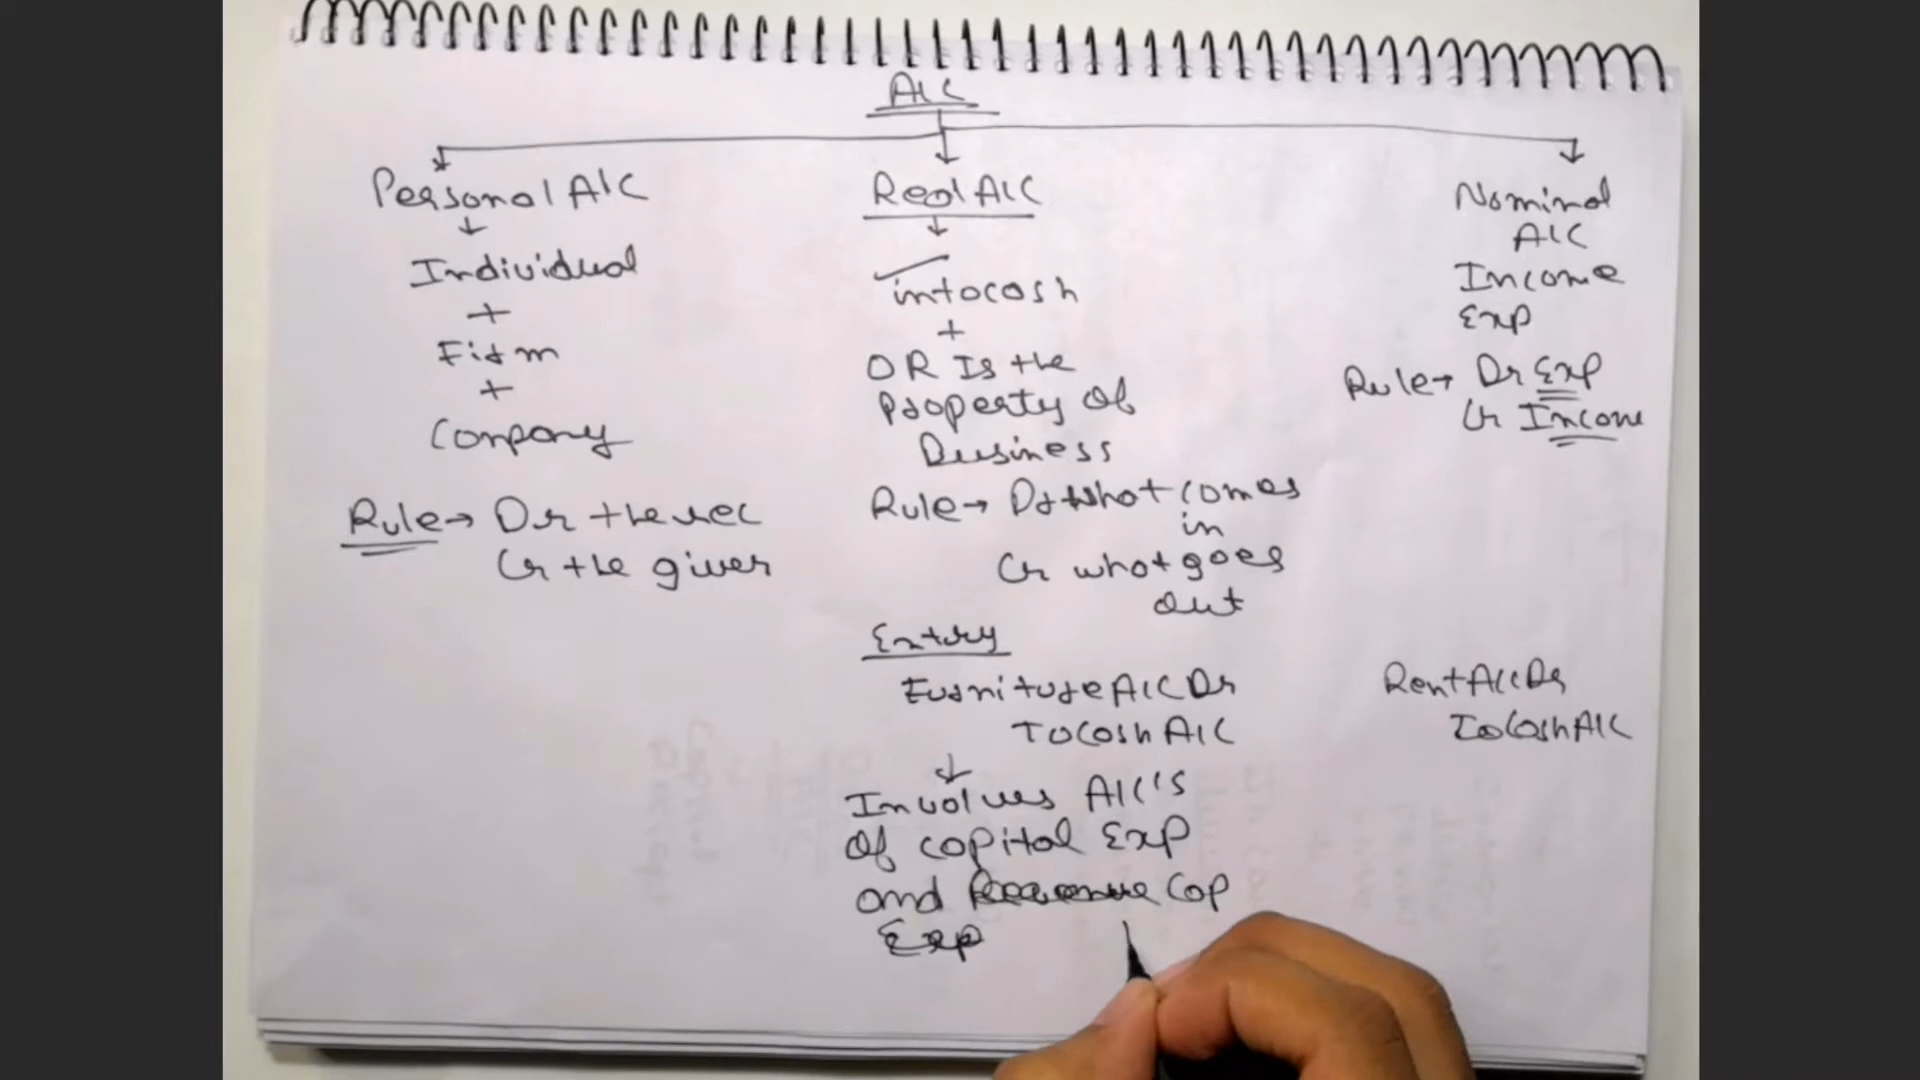 A/C
Personal A/C
Individual
+
Firm
+
Company
Rule→ Dr the rec
Cr the giver
Real A/C
into cash
+
OR Is the
Property Of
Business
Rule→ Dr What comes
in
Cr what goes
out
Entry
Furniture A/C Dr
To Cash A/C
Involves A/C's
Of capital Exp
and Cap
Exp
Nominal
A/C
Income
Exp
Rule→ Dr Exp
Cr Income
Rent A/C Dr
To Cash A/C